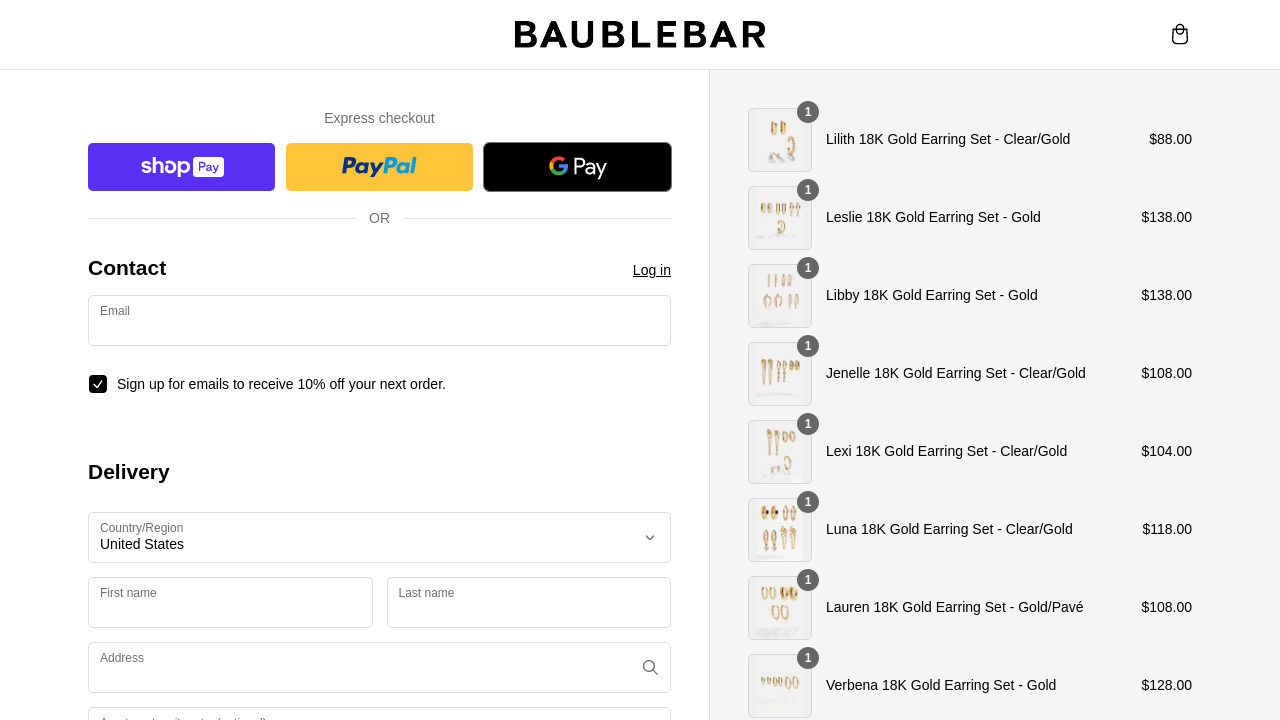 BAUBLEBAR
Express checkout
shop Pay
PayPal
G Pay
OR
Contact
Log in
Email
Sign up for emails to receive 10% off your next order.
Delivery
Country/Region
United States
First name
Last name
Address
1
Lilith 18K Gold Earring Set - Clear/Gold
$88.00
1
Leslie 18K Gold Earring Set - Gold
$138.00
1
Libby 18K Gold Earring Set - Gold
$138.00
1
Jenelle 18K Gold Earring Set - Clear/Gold
$108.00
1
Lexi 18K Gold Earring Set - Clear/Gold
$104.00
1
Luna 18K Gold Earring Set - Clear/Gold
$118.00
1
Lauren 18K Gold Earring Set - Gold/Pavé
$108.00
1
Verbena 18K Gold Earring Set - Gold
$128.00